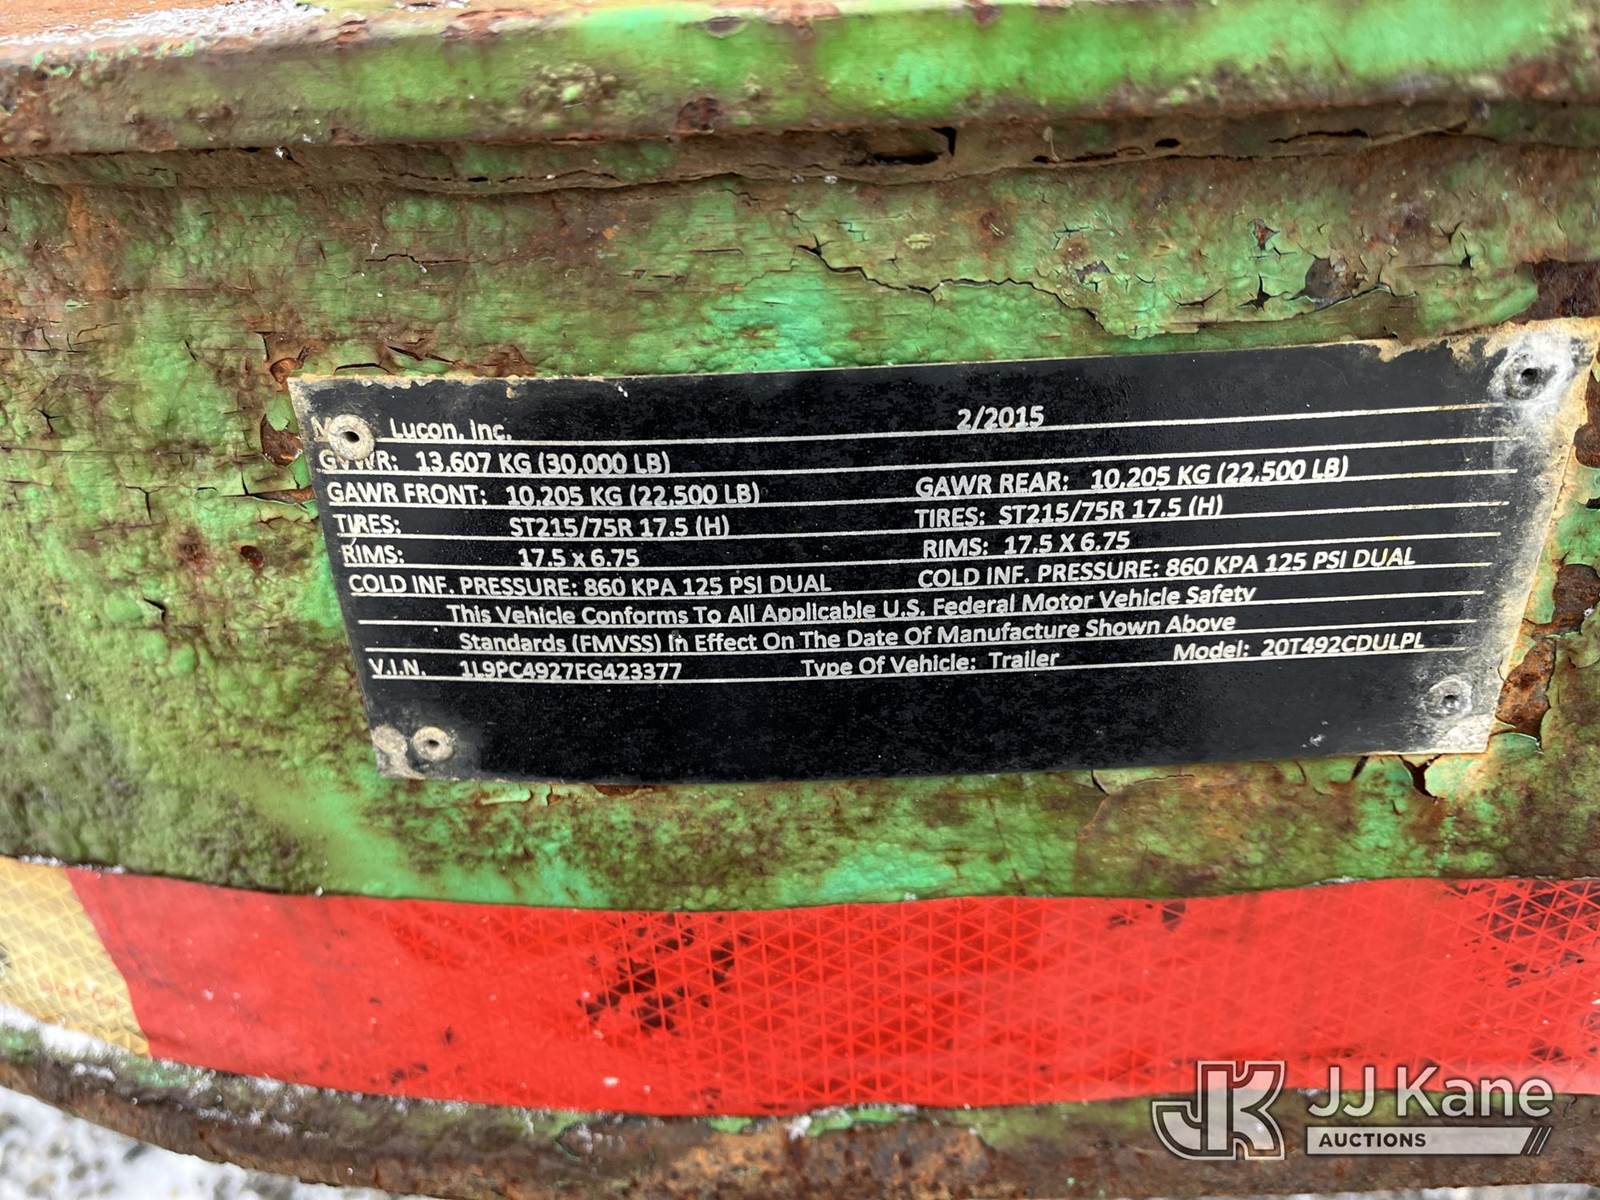 Lucon, Inc. 2/2015
GVWR: 13,607 KG (30,000 LB)
GAWR FRONT: 10,205 KG (22,500 LB) GAWR REAR: 10,205 KG (22,500 LB)
TIRES: ST215/75R 17.5 (H) TIRES: ST215/75R 17.5 (H)
RIMS: 17.5 x 6.75 RIMS: 17.5 X 6.75
COLD INF. PRESSURE: 860 KPA 125 PSI DUAL COLD INF. PRESSURE: 860 KPA 125 PSI DUAL
This Vehicle Conforms To All Applicable U.S. Federal Motor Vehicle Safety
Standards (FMVSS) In Effect On The Date Of Manufacture Shown Above
V.I.N. 1L9PC4927FG423377 Type Of Vehicle: Trailer Model: 20T492CDULPL
JK JJ Kane
AUCTIONS